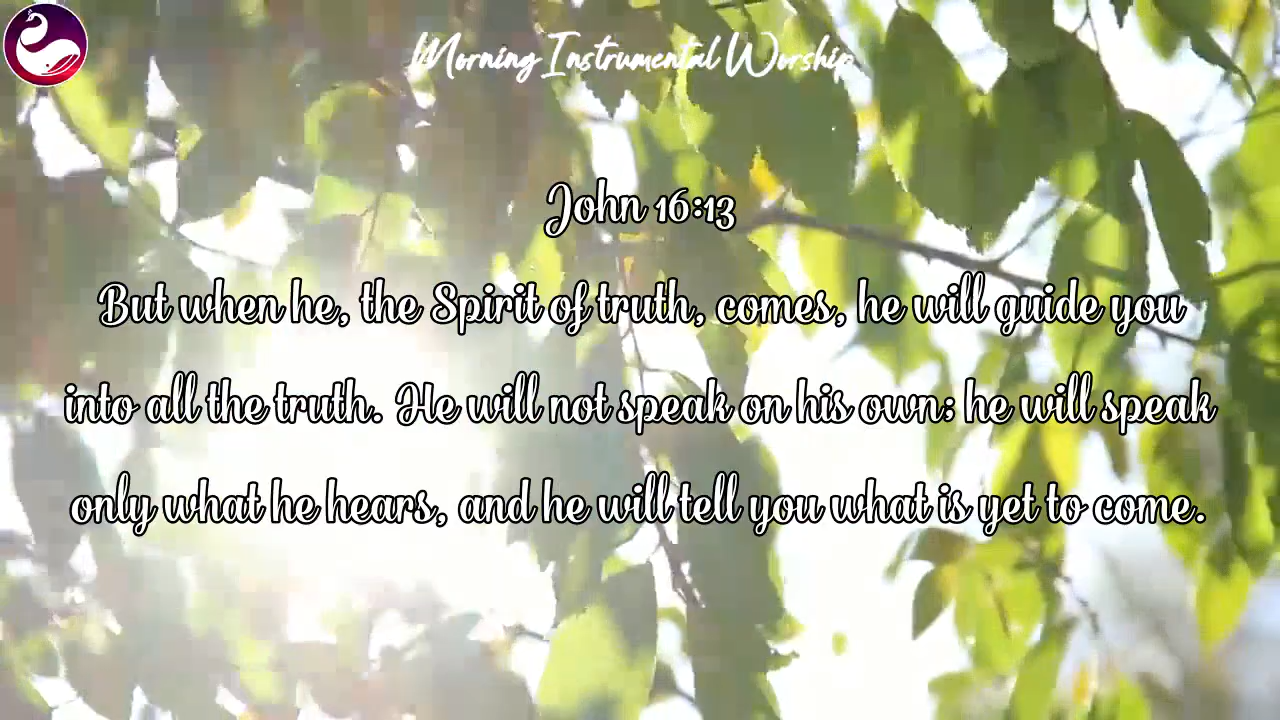 Morning Instrumental Worship
John 16:13
But when he, the Spirit of truth, comes, he will guide you
into all the truth. He will not speak on his own; he will speak
only what he hears, and he will tell you what is yet to come.